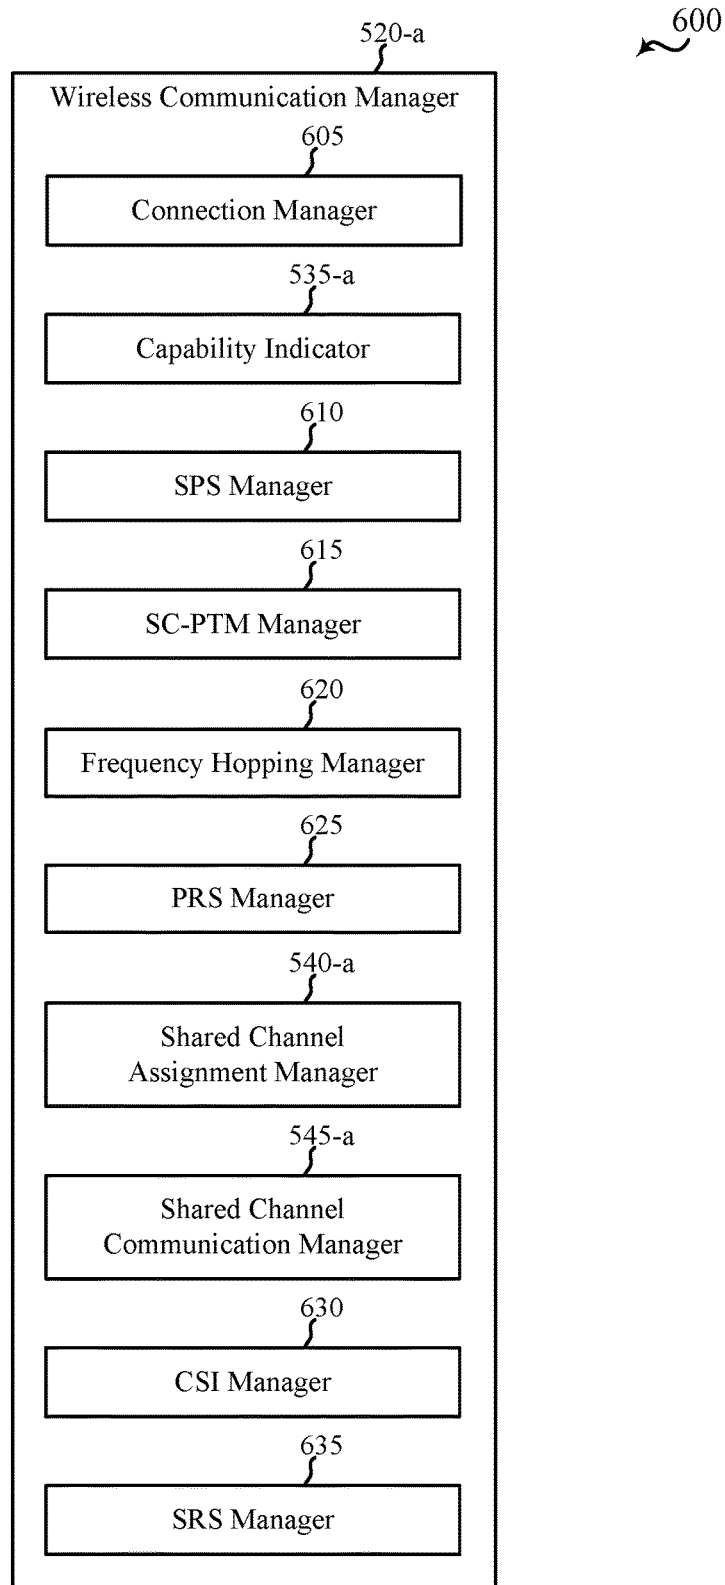 600
520-a
Wireless Communication Manager
605
Connection Manager
535-a
Capability Indicator
610
SPS Manager
615
SC-PTM Manager
620
Frequency Hopping Manager
625
PRS Manager
540-a
Shared Channel
Assignment Manager
545-a
Shared Channel
Communication Manager
630
CSI Manager
635
SRS Manager